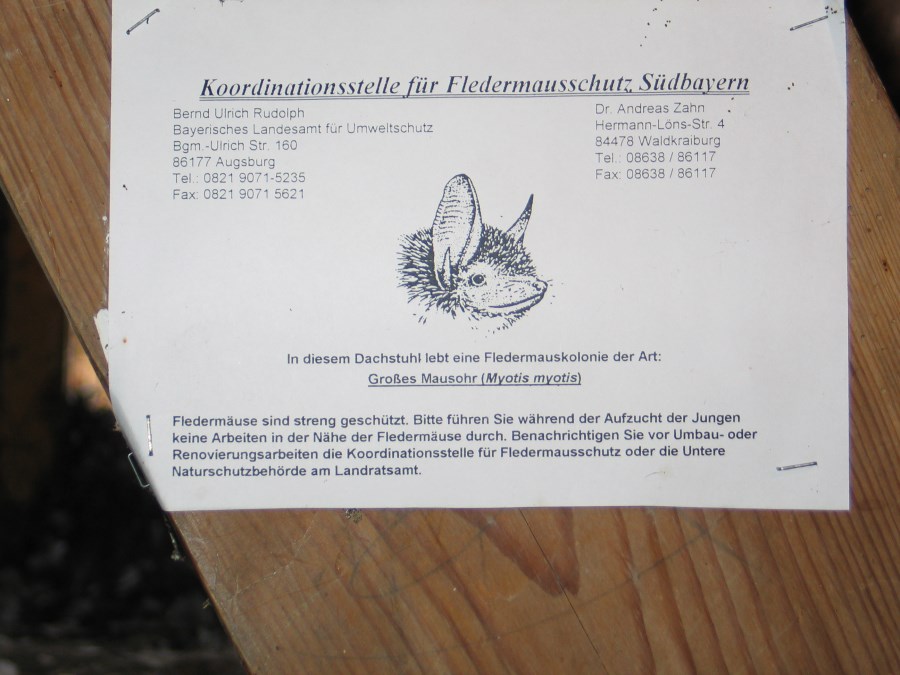 Koordinationsstelle für Fledermausschutz Südbayern
Bernd Ulrich Rudolph
Bayerisches Landesamt für Umweltschutz
Bgm.-Ulrich Str. 160
86177 Augsburg
Tel.: 0821 9071-5235
Fax: 0821 9071 5621
Dr. Andreas Zahn
Hermann-Löns-Str. 4
84478 Waldkraiburg
Tel.: 08638 / 86117
Fax: 08638 / 86117
In diesem Dachstuhl lebt eine Fledermauskolonie der Art:
Großes Mausohr (Myotis myotis)
Fledermäuse sind streng geschützt. Bitte führen Sie während der Aufzucht der Jungen
keine Arbeiten in der Nähe der Fledermäuse durch. Benachrichtigen Sie vor Umbau- oder
Renovierungsarbeiten die Koordinationsstelle für Fledermausschutz oder die Untere
Naturschutzbehörde am Landratsamt.